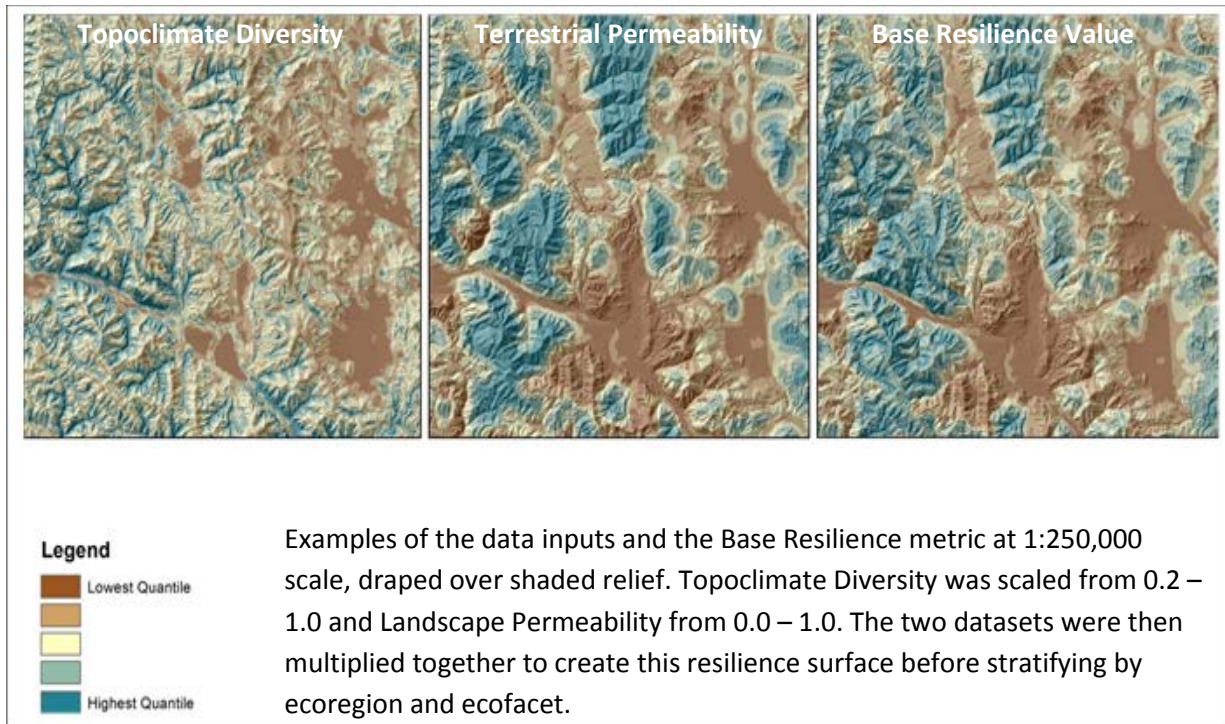 Topoclimate Diversity
Terrestrial Permeability
Base Resilience Value
Legend
Lowest Quantile
Highest Quantile
Examples of the data inputs and the Base Resilience metric at 1:250,000
scale, draped over shaded relief. Topoclimate Diversity was scaled from 0.2 –
1.0 and Landscape Permeability from 0.0 – 1.0. The two datasets were then
multiplied together to create this resilience surface before stratifying by
ecoregion and ecofacet.